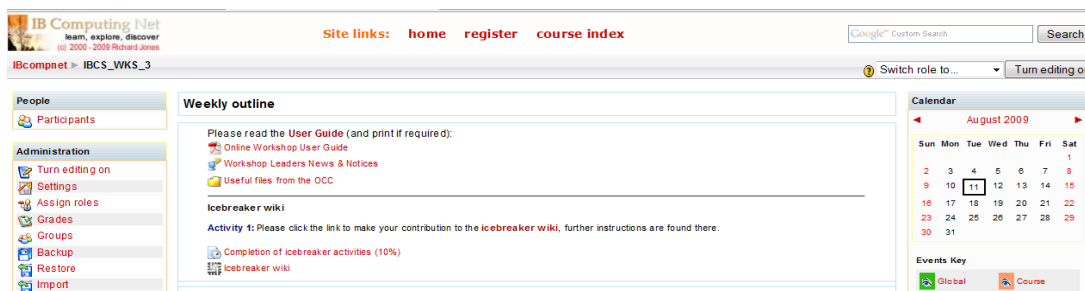 IB Computing Net
learn, explore, discover
(c) 2000 - 2009 Richard Jones
Site links: home register course index
Google™ Custom Search
Search
IBcompnet ► IBCS_WKS_3
Switch role to...
Turn editing o
People
Participants
Administration
Turn editing on
Settings
Assign roles
Grades
Groups
Backup
Restore
Import
Weekly outline
Please read the User Guide (and print if required):
Online Workshop User Guide
Workshop Leaders News & Notices
Useful files from the OCC
Icebreaker wiki
Activity 1: Please click the link to make your contribution to the icebreaker wiki, further instructions are found there.
Completion of icebreaker activities (10%)
Icebreaker wiki
Calendar
◄ August 2009 ►
Sun Mon Tue Wed Thu Fri Sat
1
2 3 4 5 6 7 8
9 10 11 12 13 14 15
16 17 18 19 20 21 22
23 24 25 26 27 28 29
30 31
Events Key
Global Course